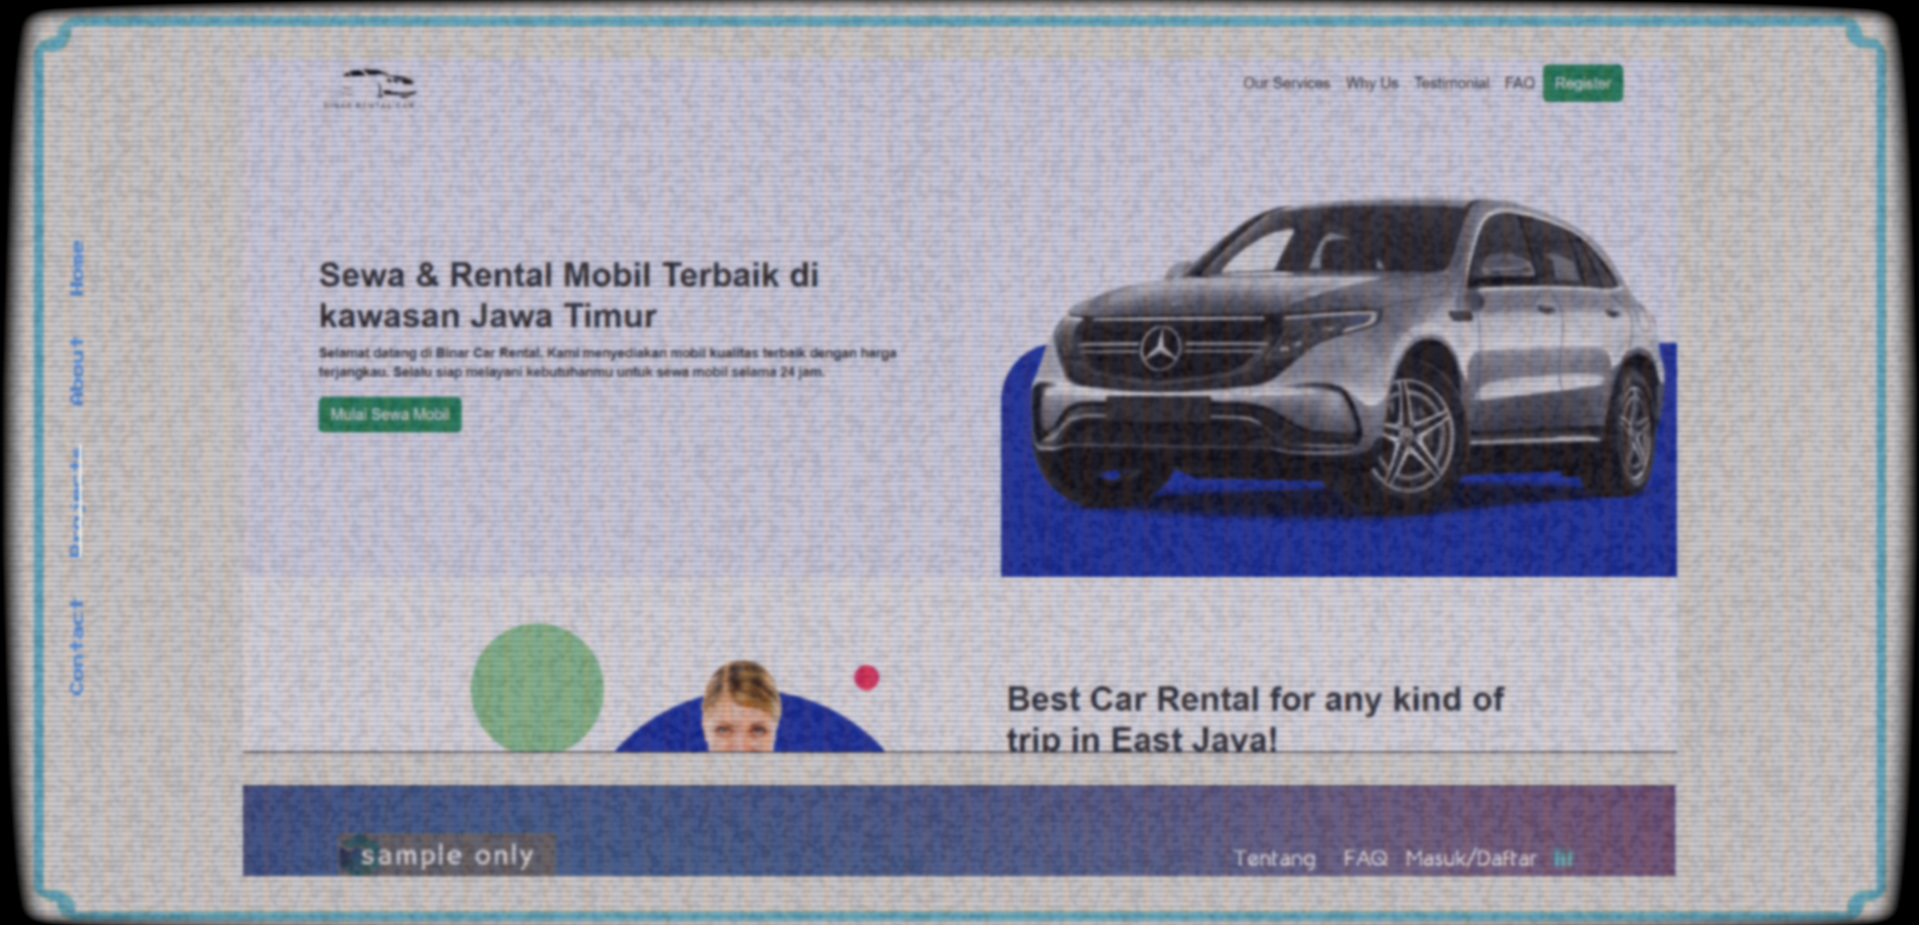 Home
About
Projects
Contact
BINAR RENTAL CAR
Our Services Why Us Testimonial FAQ Register
Sewa & Rental Mobil Terbaik di
kawasan Jawa Timur
Selamat datang di Binar Car Rental. Kami menyediakan mobil kualitas terbaik dengan harga
terjangkau. Selalu siap melayani kebutuhanmu untuk sewa mobil selama 24 jam.
Mulai Sewa Mobil
Best Car Rental for any kind of
trip in East Java!
sample only
Tentang FAQ Masuk/Daftar